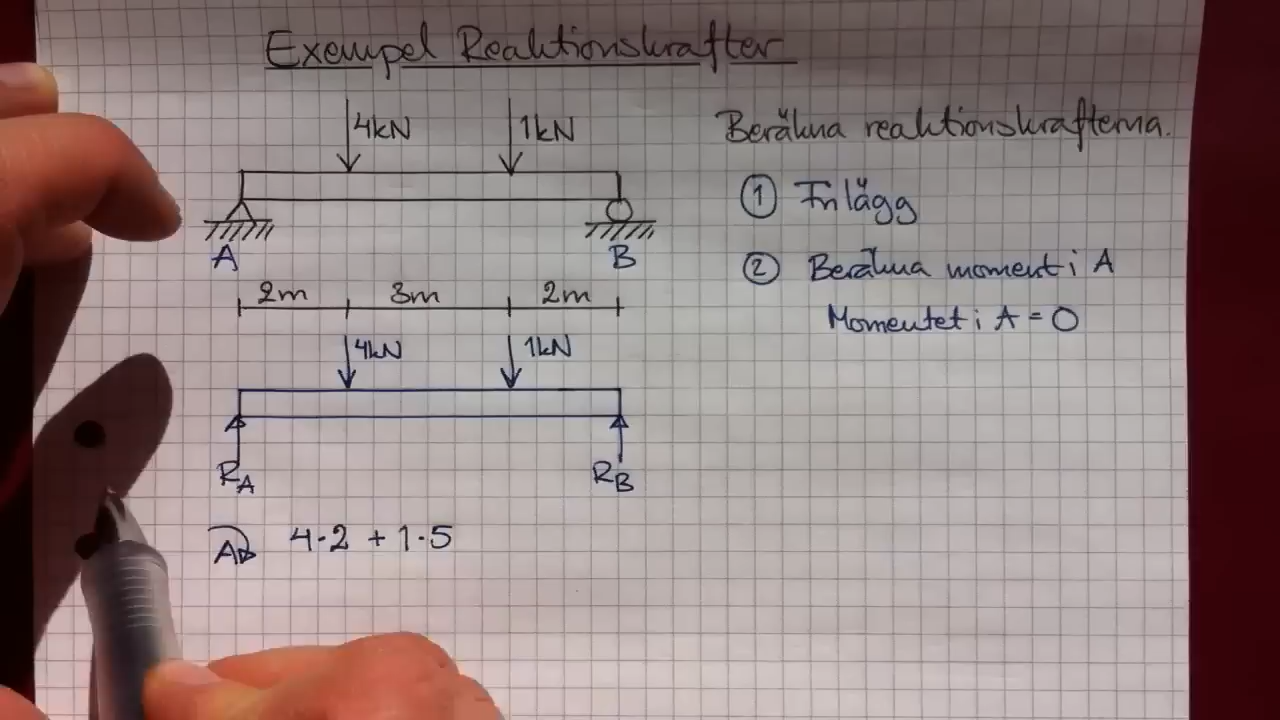 Exempel Reaktionskrafter
4kN 1kN
A B
2m 3m 2m
4kN 1kN
RA RB
A 4·2 + 1·5
Beräkna reaktionskrafterna.
① Frilägg
② Beräkna moment i A
Momentet i A = 0